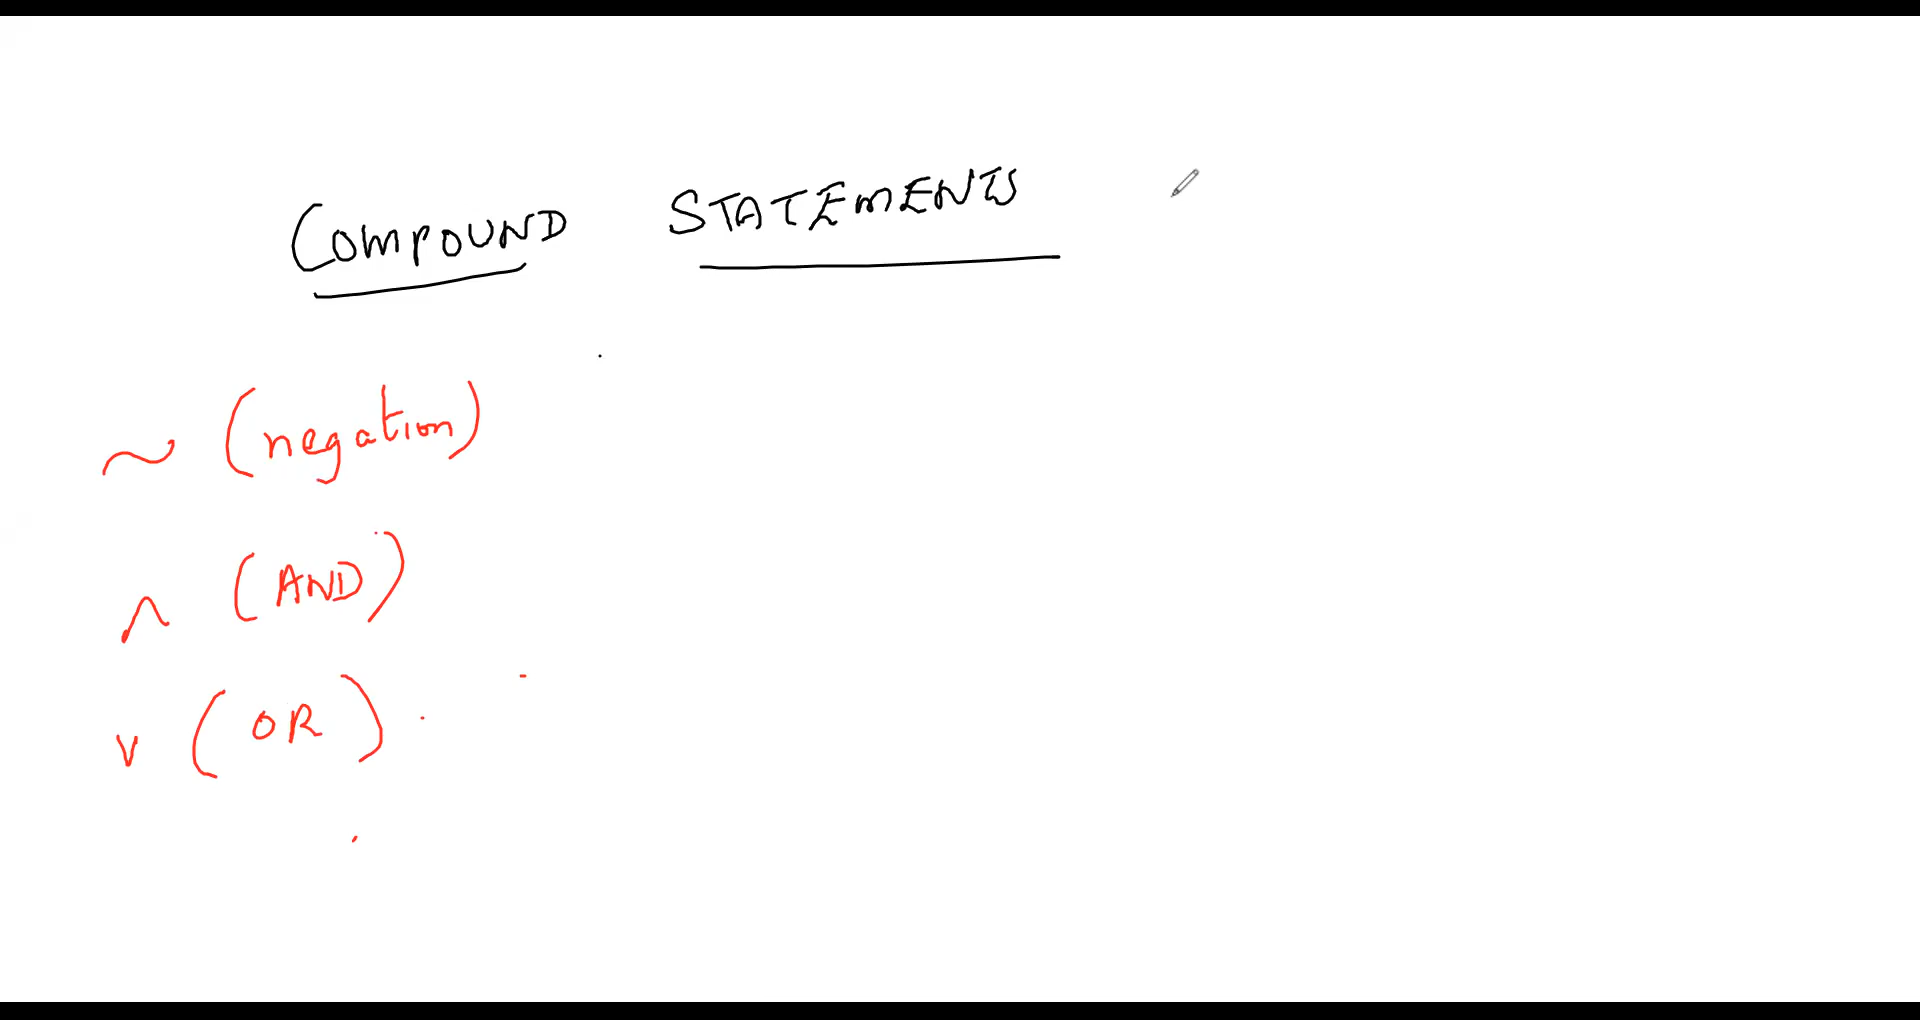 COMPOUND STATEMENTS
~ (negation)
∧ (AND)
∨ (OR)